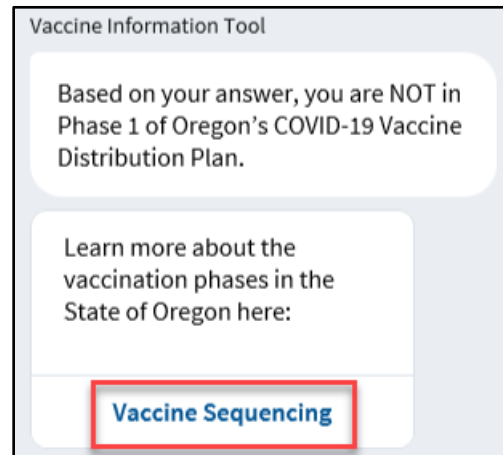 Vaccine Information Tool
Based on your answer, you are NOT in
Phase 1 of Oregon’s COVID-19 Vaccine
Distribution Plan.
Learn more about the
vaccination phases in the
State of Oregon here:
Vaccine Sequencing